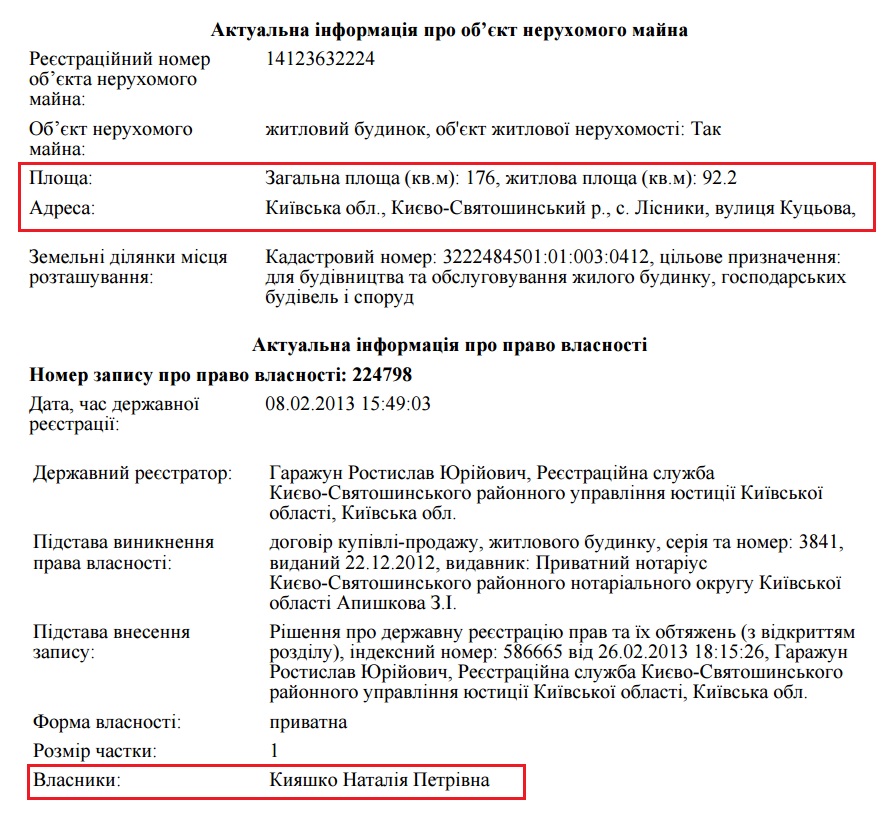 Актуальна інформація про об’єкт нерухомого майна
Реєстраційний номер об’єкта нерухомого майна: 14123632224
Об’єкт нерухомого майна: житловий будинок, об'єкт житлової нерухомості: Так
Площа: Загальна площа (кв.м): 176, житлова площа (кв.м): 92.2
Адреса: Київська обл., Києво-Святошинський р., с. Лісники, вулиця Куцьова,
Земельні ділянки місця розташування: Кадастровий номер: 3222484501:01:003:0412, цільове призначення:
для будівництва та обслуговування жилого будинку, господарських
будівель і споруд
Актуальна інформація про право власності
Номер запису про право власності: 224798
Дата, час державної реєстрації: 08.02.2013 15:49:03
Державний реєстратор: Гаражун Ростислав Юрійович, Реєстраційна служба
Києво-Святошинського районного управління юстиції Київської
області, Київська обл.
Підстава виникнення права власності: договір купівлі-продажу, житлового будинку, серія та номер: 3841,
виданий 22.12.2012, видавник: Приватний нотаріус
Києво-Святошинського районного нотаріального округу Київської
області Апишкова З.І.
Підстава внесення запису: Рішення про державну реєстрацію прав та їх обтяжень (з відкриттям
розділу), індексний номер: 586665 від 26.02.2013 18:15:26, Гаражун
Ростислав Юрійович, Реєстраційна служба Києво-Святошинського
районного управління юстиції Київської області, Київська обл.
Форма власності: приватна
Розмір частки: 1
Власники: Кияшко Наталія Петрівна